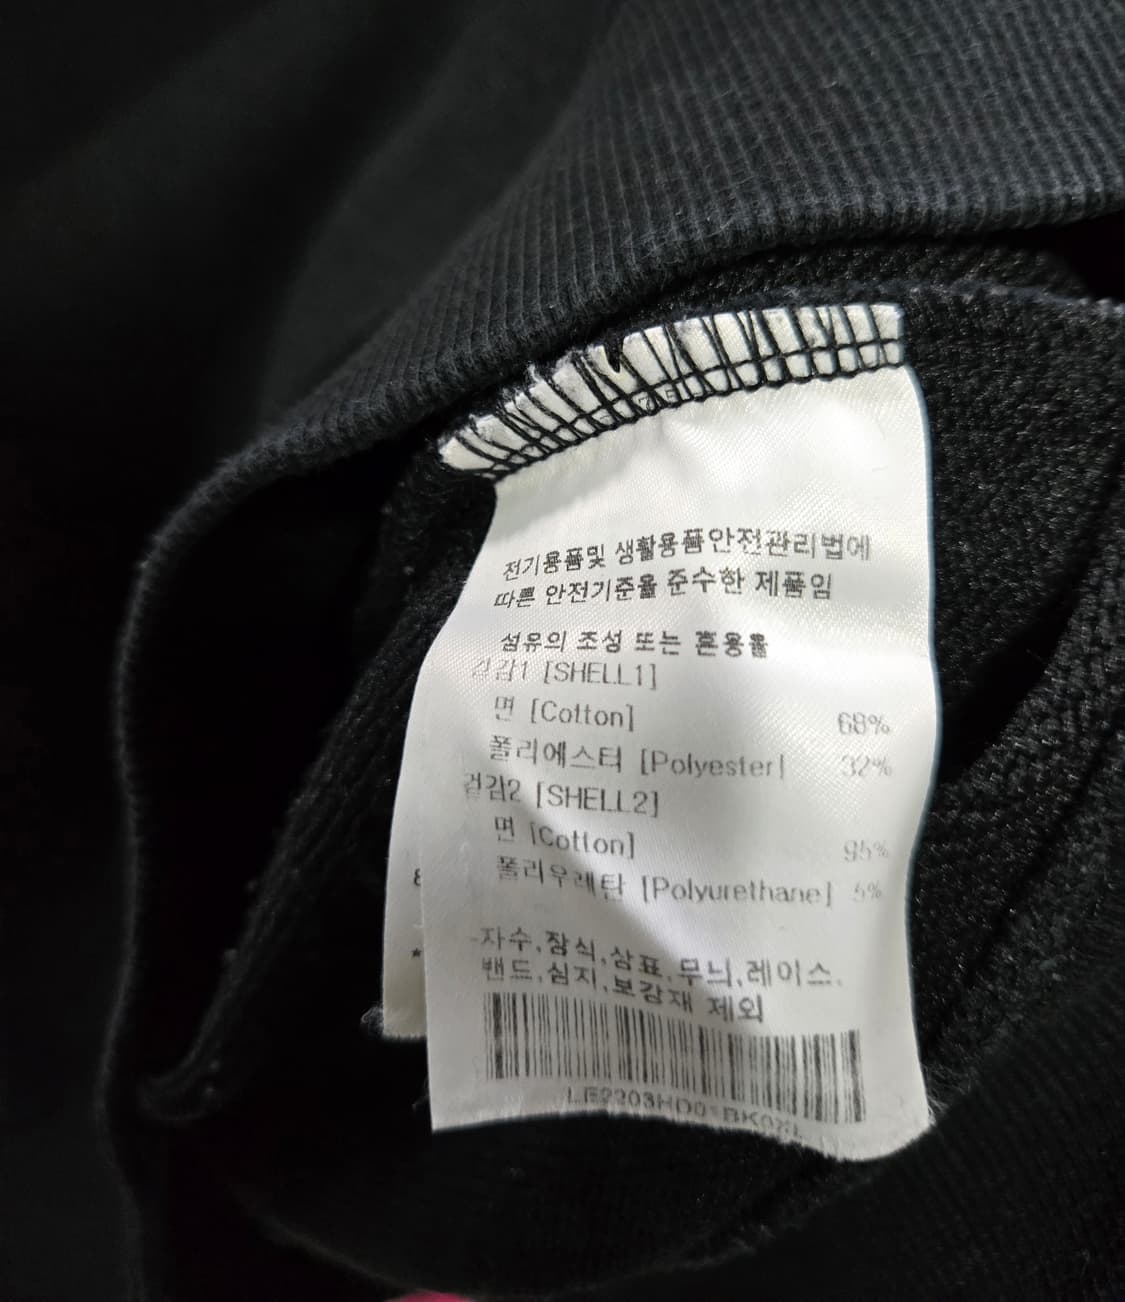 전기용품및 생활용품안전관리법에
따른 안전기준을 준수한 제품임
섬유의 조성 또는 혼용율
겉감1 [SHELL1]
면 [Cotton] 68%
폴리에스터 [Polyester] 32%
겉감2 [SHELL2]
면 [Cotton] 95%
폴리우레탄 [Polyurethane] 5%
-자수,장식,상표,무늬,레이스,
밴드,심지,보강재 제외